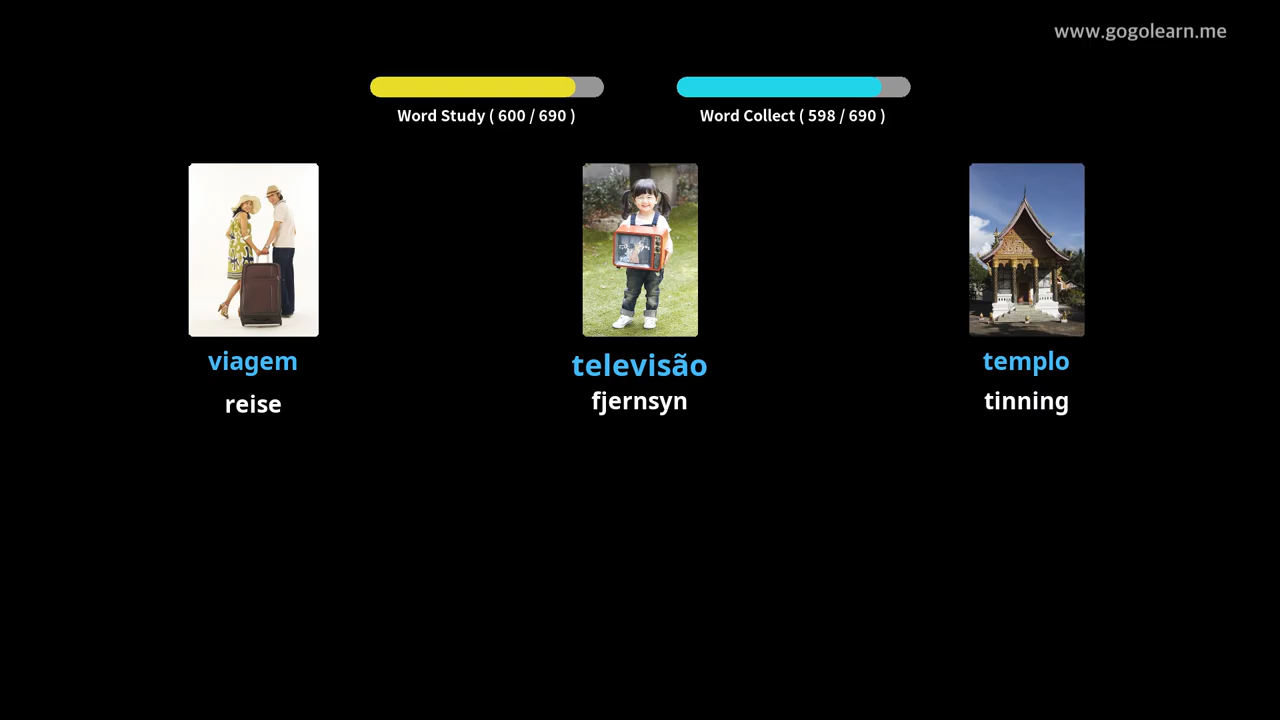 www.gogolearn.me
Word Study ( 600 / 690 )
Word Collect ( 598 / 690 )
viagem
televisão
templo
reise
fjernsyn
tinning